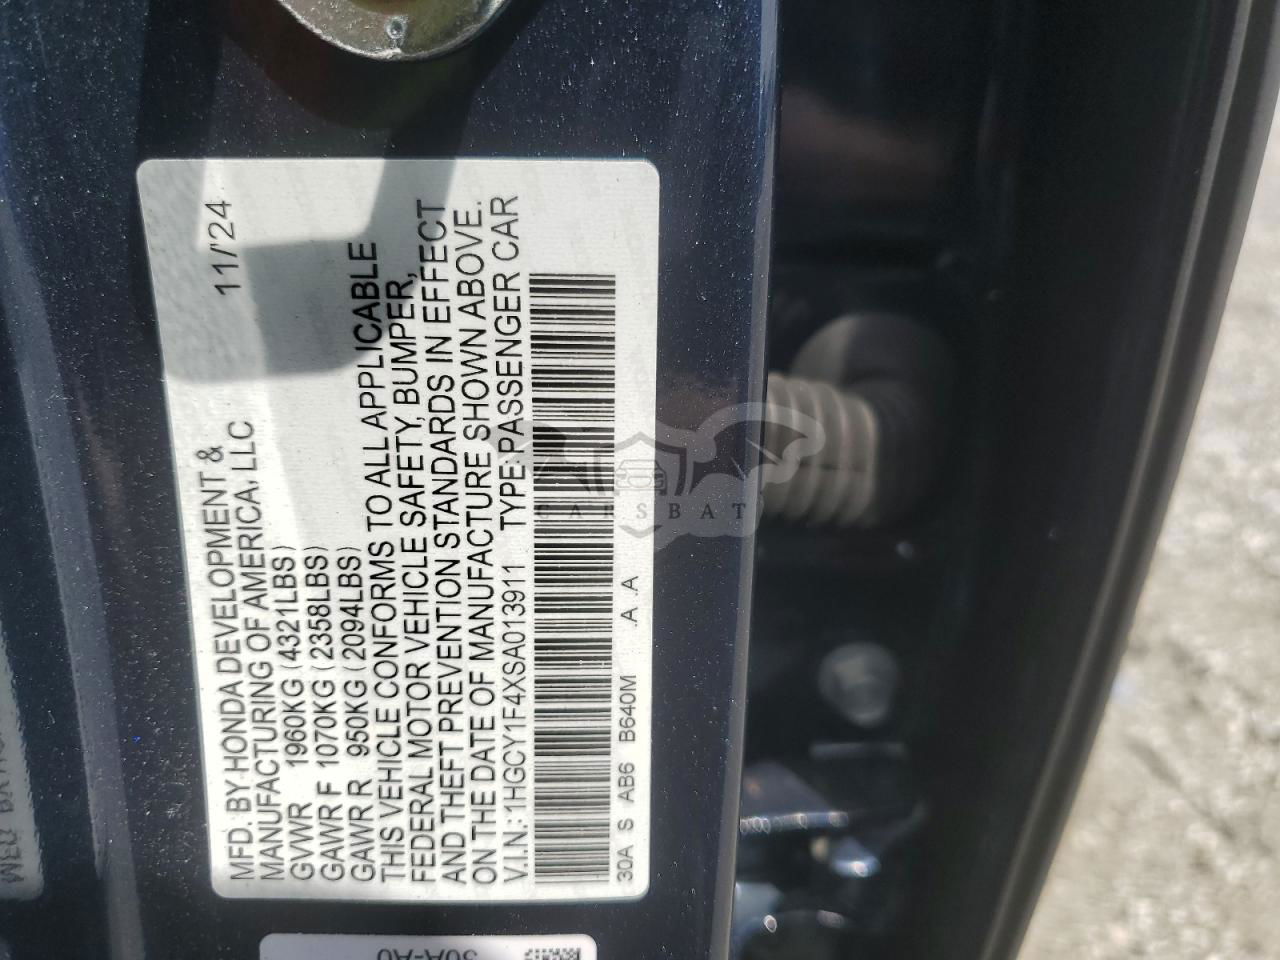 MFD. BY HONDA DEVELOPMENT & 11/'24
MANUFACTURING OF AMERICA, LLC
GVWR 1960KG (4321LBS)
GAWR F 1070KG (2358LBS)
GAWR R 950KG (2094LBS)
THIS VEHICLE CONFORMS TO ALL APPLICABLE
FEDERAL MOTOR VEHICLE SAFETY, BUMPER,
AND THEFT PREVENTION STANDARDS IN EFFECT
ON THE DATE OF MANUFACTURE SHOWN ABOVE.
V.I.N.: 1HGCY1F4XSA013911 TYPE:PASSENGER CAR
30A S AB6 B640M .A .A
CARSBAT
30A-A0